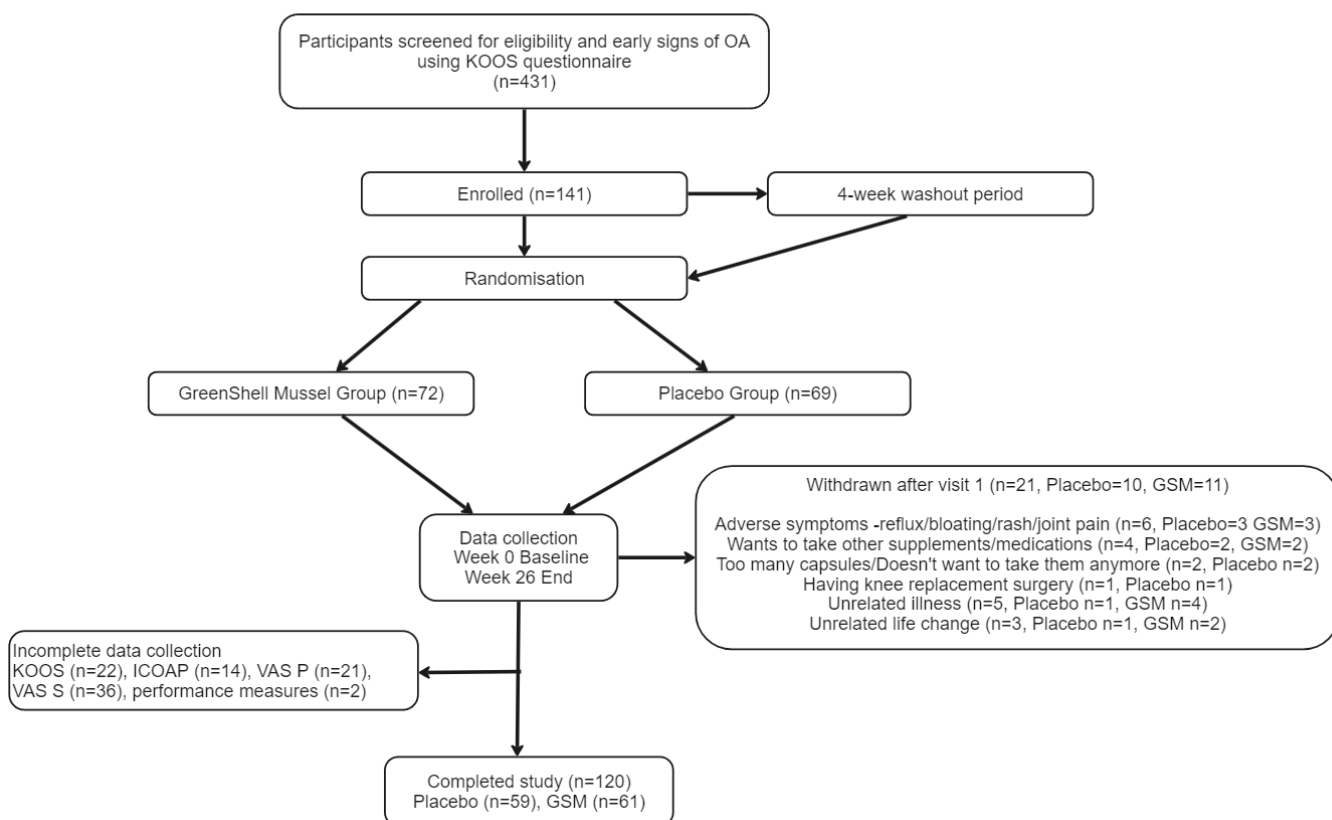 Participants screened for eligibility and early signs of OA
using KOOS questionnaire
(n=431)
Enrolled (n=141)
4-week washout period
Randomisation
GreenShell Mussel Group (n=72)
Placebo Group (n=69)
Data collection
Week 0 Baseline
Week 26 End
Withdrawn after visit 1 (n=21, Placebo=10, GSM=11)
Adverse symptoms -reflux/bloating/rash/joint pain (n=6, Placebo=3 GSM=3)
Wants to take other supplements/medications (n=4, Placebo=2, GSM=2)
Too many capsules/Doesn't want to take them anymore (n=2, Placebo n=2)
Having knee replacement surgery (n=1, Placebo n=1)
Unrelated illness (n=5, Placebo n=1, GSM n=4)
Unrelated life change (n=3, Placebo n=1, GSM n=2)
Incomplete data collection
KOOS (n=22), ICOAP (n=14), VAS P (n=21),
VAS S (n=36), performance measures (n=2)
Completed study (n=120)
Placebo (n=59), GSM (n=61)